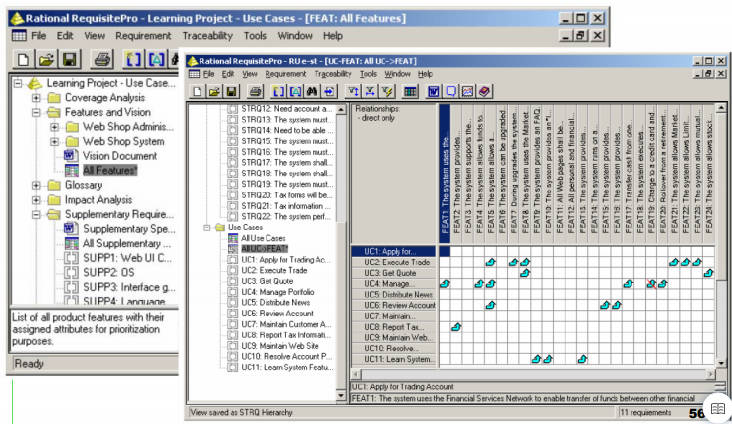 Rational RequisitePro - Learning Project - Use Cases - [FEAT: All Features]
File Edit View Requirement Traceability Tools Window Help
Learning Project - Use Case...
Coverage Analysis
Features and Vision
Web Shop Adminis...
Web Shop System
Vision Document
All Features*
Glossary
Impact Analysis
Supplementary Require...
Supplementary Spe...
All Supplementary ...
SUPP1: Web UI C...
SUPP2: OS
SUPP3: Interface g...
SUPP4: Language
List of all product features with their
assigned attributes for prioritization
purposes.
Ready
Rational RequisitePro - RU e-st - [UC-FEAT: All UC->FEAT]
File Edit View Requirement Traceability Tools Window Help
STRQ12: Need account a...
STRQ13: The system must...
STRQ14: Need to be able ...
STRQ15: The system must...
STRQ16: The system must...
STRQ17: The system shall...
STRQ18: The system shall...
STRQ19: The system must...
STRQ20: Tax forms will be...
STRQ21: Tax information ...
STRQ22: The system perf...
Use Cases
All Use Cases
All UC->FEAT*
UC1: Apply for Trading Ac...
UC2: Execute Trade
UC3: Get Quote
UC4: Manage Portfolio
UC5: Distribute News
UC6: Review Account
UC7: Maintain Customer A...
UC8: Report Tax Informati...
UC9: Maintain Web Site
UC10: Resolve Account P...
UC11: Learn System Featu...
Relationships:
- direct only
FEAT1: The system uses the...
FEAT2: The system provides...
FEAT3: The system supports the...
FEAT4: The system allows funds to.
FEAT5: The system allows a...
FEAT6: The system can be upgraded.
FEAT7: During upgrades the system.
FEAT8: The system uses the Market.
FEAT9: The system provides an FAQ.
FEAT10: The system provides an "I.
FEAT11: All Web pages shall be...
FEAT12: All personal and financial.
FEAT13: The system provides...
FEAT14: The system runs on a...
FEAT15: The system provides...
FEAT16: The system provides...
FEAT17: Transfer cash from one.
FEAT18: The system executes...
FEAT19: Charge to a credit card and.
FEAT20: Rollover from a retirement...
FEAT21: The system allows Market.
FEAT22: The system allows Limit...
FEAT23: The system allows mutual.
FEAT24: The system allows stock...
UC1: Apply for...
UC2: Execute Trade
UC3: Get Quote
UC4: Manage...
UC5: Distribute News
UC6: Review Account
UC7: Maintain...
UC8: Report Tax...
UC9: Maintain Web...
UC10: Resolve...
UC11: Learn System...
UC1: Apply for Trading Account
FEAT1: The system uses the Financial Services Network to enable transfer of funds between other financial
View saved as STRQ Hierarchy
11 requirements